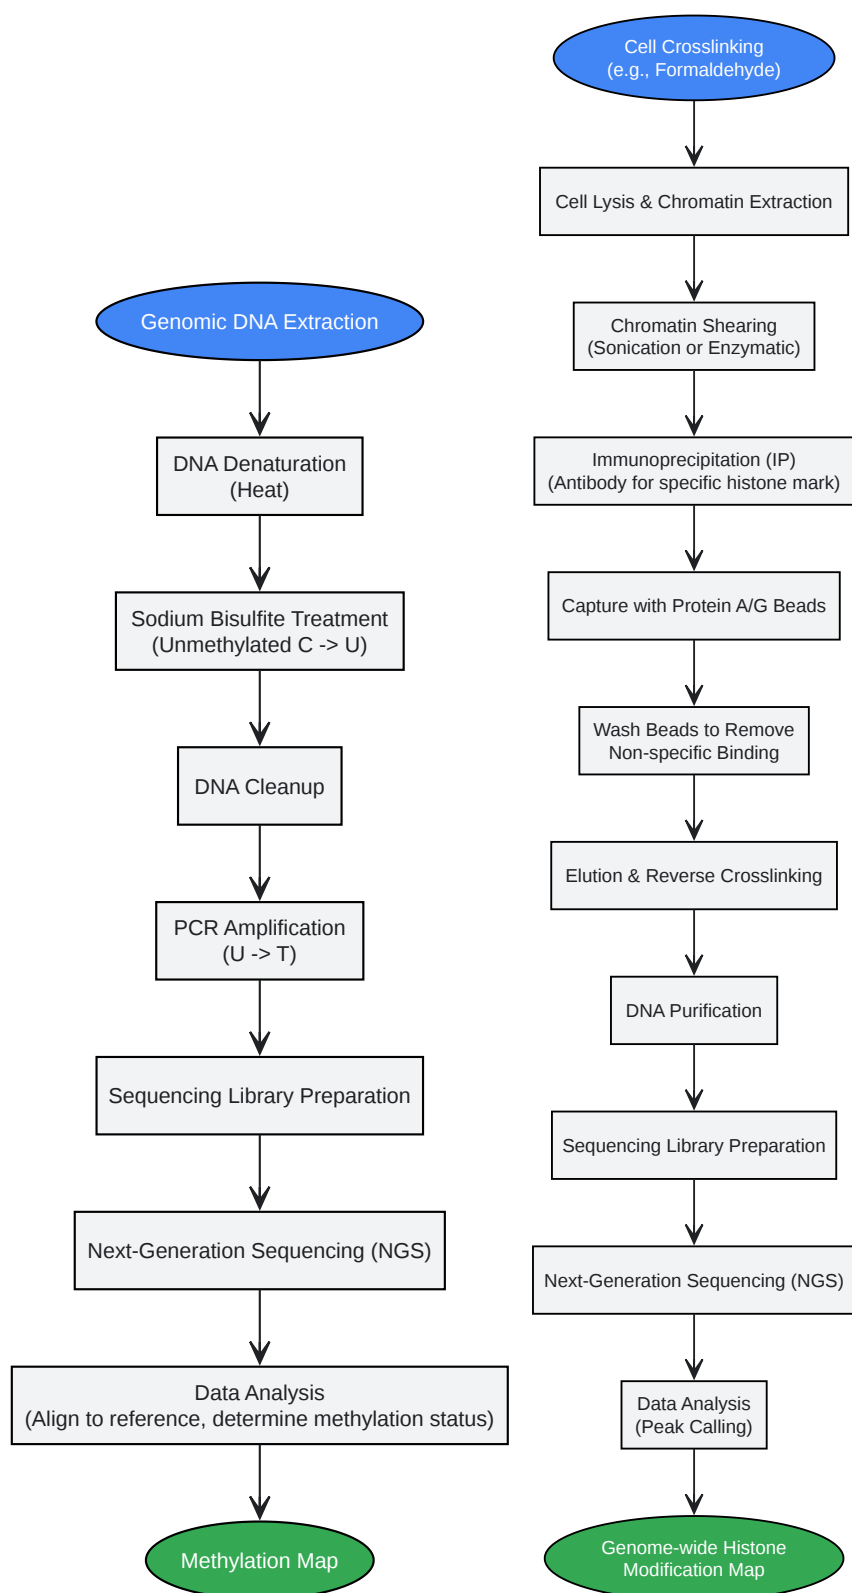 Genomic DNA Extraction
DNA Denaturation
(Heat)
Sodium Bisulfite Treatment
(Unmethylated C -> U)
DNA Cleanup
PCR Amplification
(U -> T)
Sequencing Library Preparation
Next-Generation Sequencing (NGS)
Data Analysis
(Align to reference, determine methylation status)
Methylation Map
Cell Crosslinking
(e.g., Formaldehyde)
Cell Lysis & Chromatin Extraction
Chromatin Shearing
(Sonication or Enzymatic)
Immunoprecipitation (IP)
(Antibody for specific histone mark)
Capture with Protein A/G Beads
Wash Beads to Remove
Non-specific Binding
Elution & Reverse Crosslinking
DNA Purification
Sequencing Library Preparation
Next-Generation Sequencing (NGS)
Data Analysis
(Peak Calling)
Genome-wide Histone
Modification Map